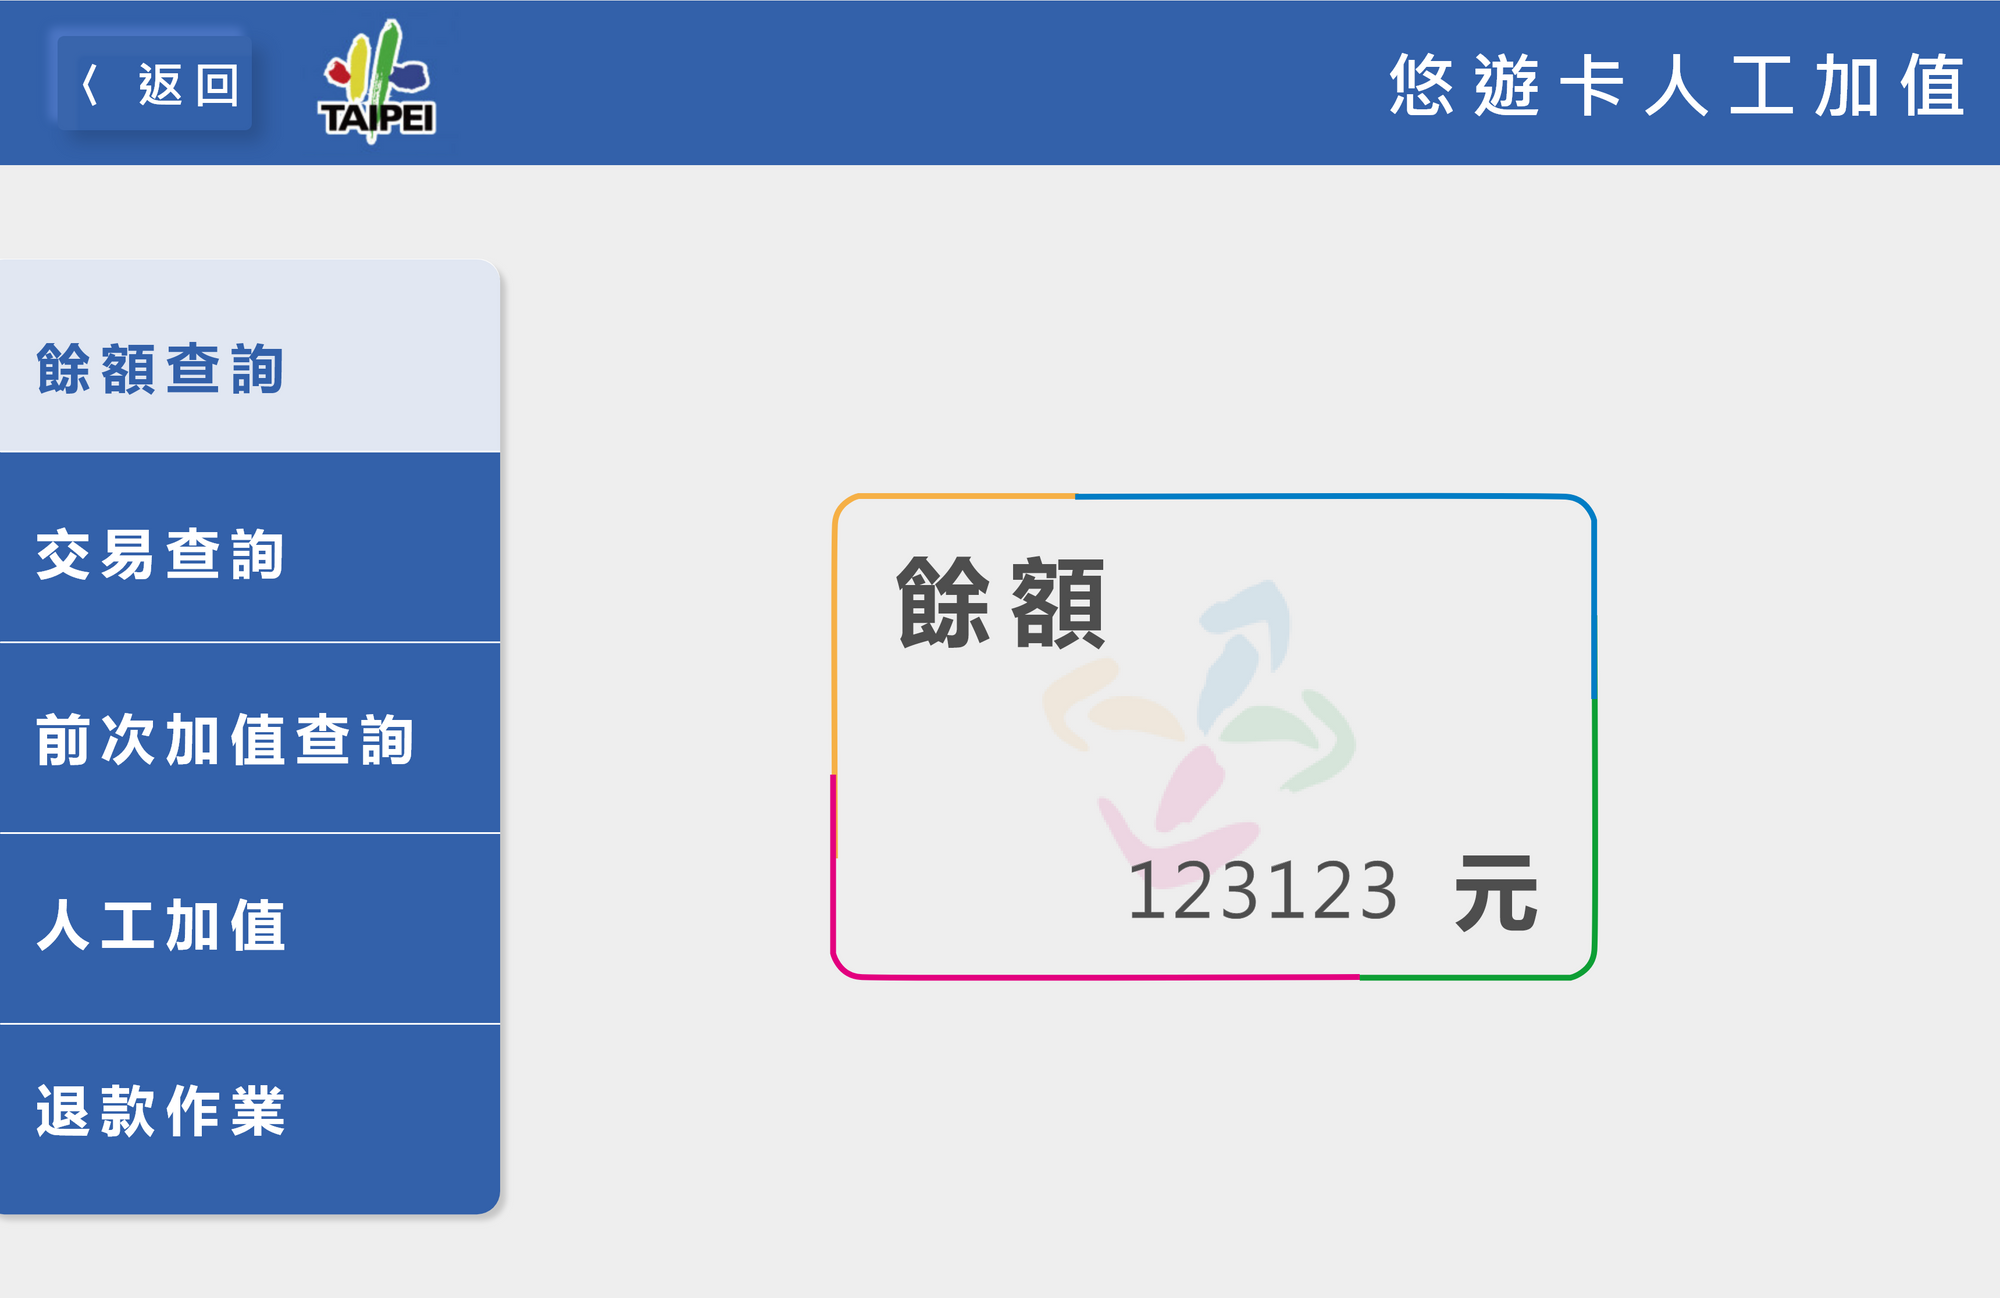 〈 返回
TAIPEI
悠遊卡人工加值
餘額查詢
交易查詢
前次加值查詢
人工加值
退款作業
餘額
123123 元